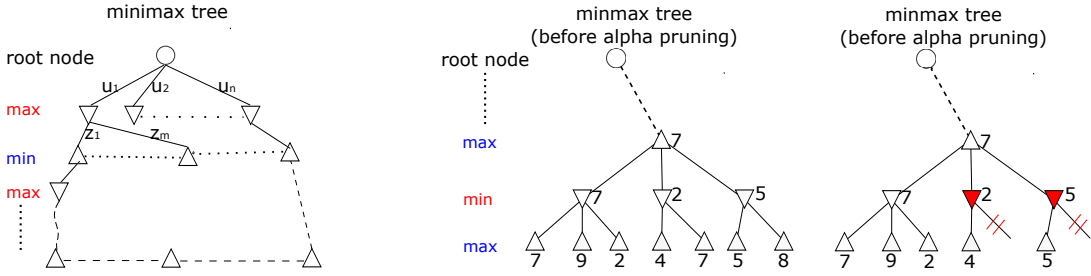 minimax tree
root node
u₁ u₂ uₙ
max
z₁ zₘ
min
max
minmax tree
(before alpha pruning)
root node
7
max
min 7 2 5
max
7 9 2 4 7 5 8
minmax tree
(before alpha pruning)
7
7 2 5
7 9 2 4 5